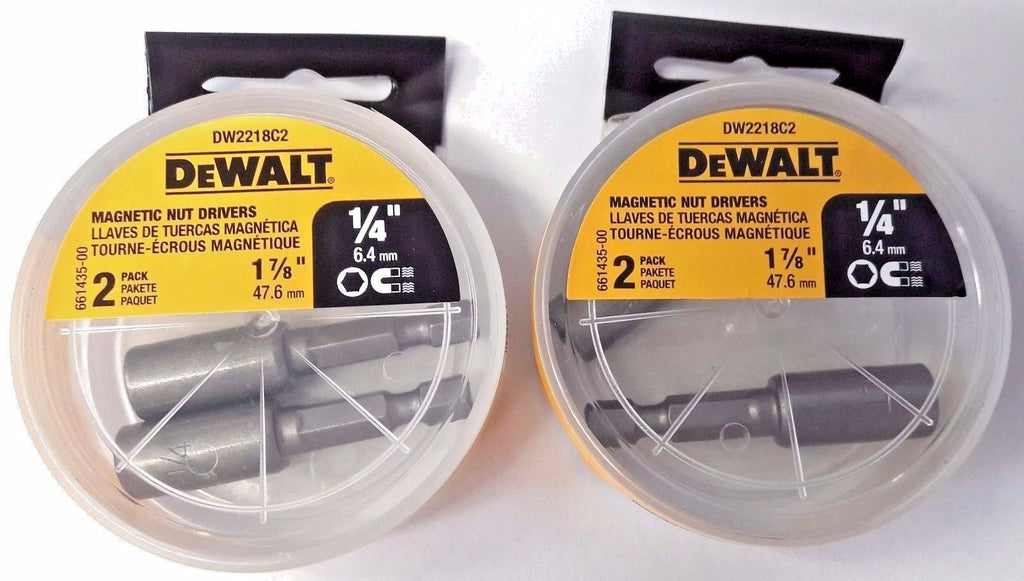 DW2218C2
DEWALT®
MAGNETIC NUT DRIVERS
LLAVES DE TUERCAS MAGNÉTICA
TOURNE-ÉCROUS MAGNÉTIQUE
661435-00
2 PACK
PAKETE
PAQUET
1 7/8"
47.6 mm
1/4"
6.4 mm
1/4
DW2218C2
DEWALT®
MAGNETIC NUT DRIVERS
LLAVES DE TUERCAS MAGNÉTICA
TOURNE-ÉCROUS MAGNÉTIQUE
661435-00
2 PACK
PAKETE
PAQUET
1 7/8"
47.6 mm
1/4"
6.4 mm